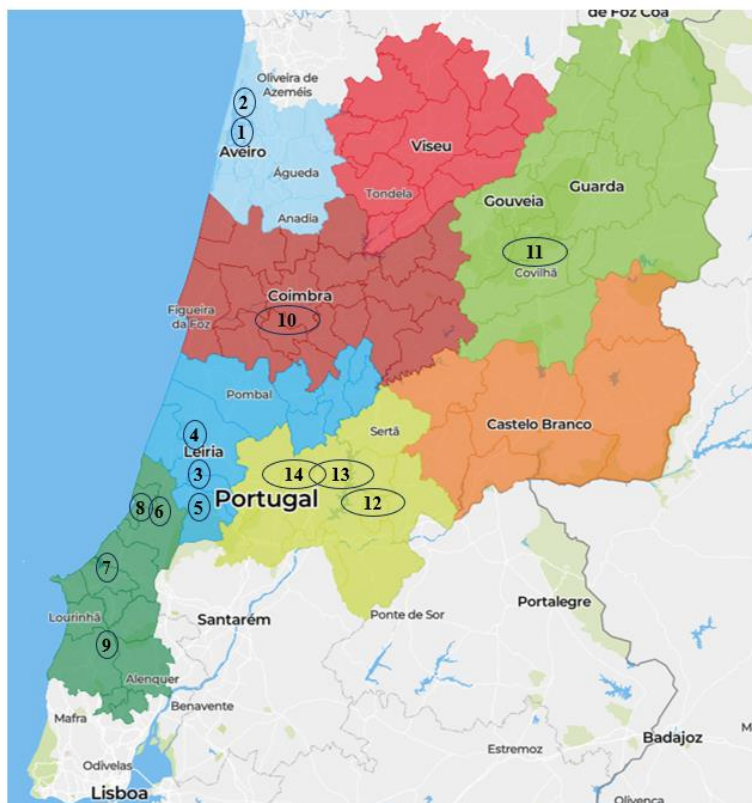 de Foz Côa
Oliveira de
Azeméis
2
1
Aveiro
Viseu
Águeda
Tondela
Guarda
Gouveia
Anadia
11
Covilhã
Coimbra
Figueira
da Foz
10
Pombal
Castelo Branco
4
Sertã
Leiria
3
14
13
8
6
5
Portugal
12
7
Lourinhã
Santarém
Portalegre
Ponte de Sor
9
Alenquer
Mafra
Benavente
Badajoz
M
Estremoz
Odivelas
Lisboa
Olivença